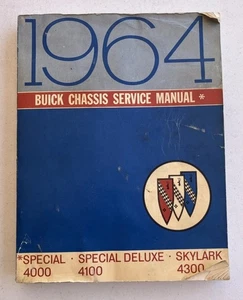 1964
BUICK CHASSIS SERVICE MANUAL *
*SPECIAL · SPECIAL DELUXE · SKYLARK
4000 4100 4300